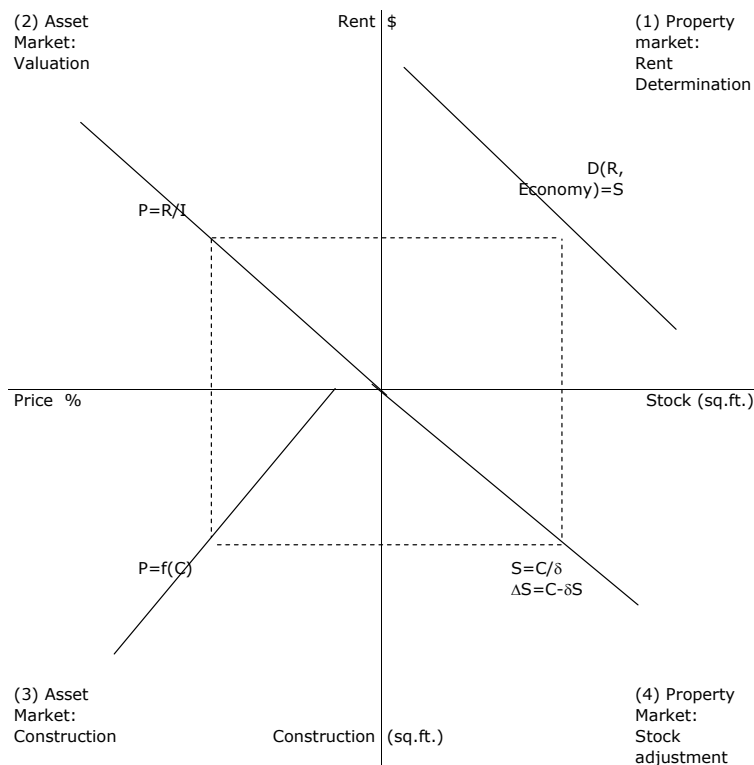 (2) Asset
Market:
Valuation
Rent $
(1) Property
market:
Rent
Determination
D(R,
Economy)=S
P=R/I
Price %
Stock (sq.ft.)
P=f(C)
S=C/δ
ΔS=C-δS
(3) Asset
Market:
Construction
Construction (sq.ft.)
(4) Property
Market:
Stock
adjustment